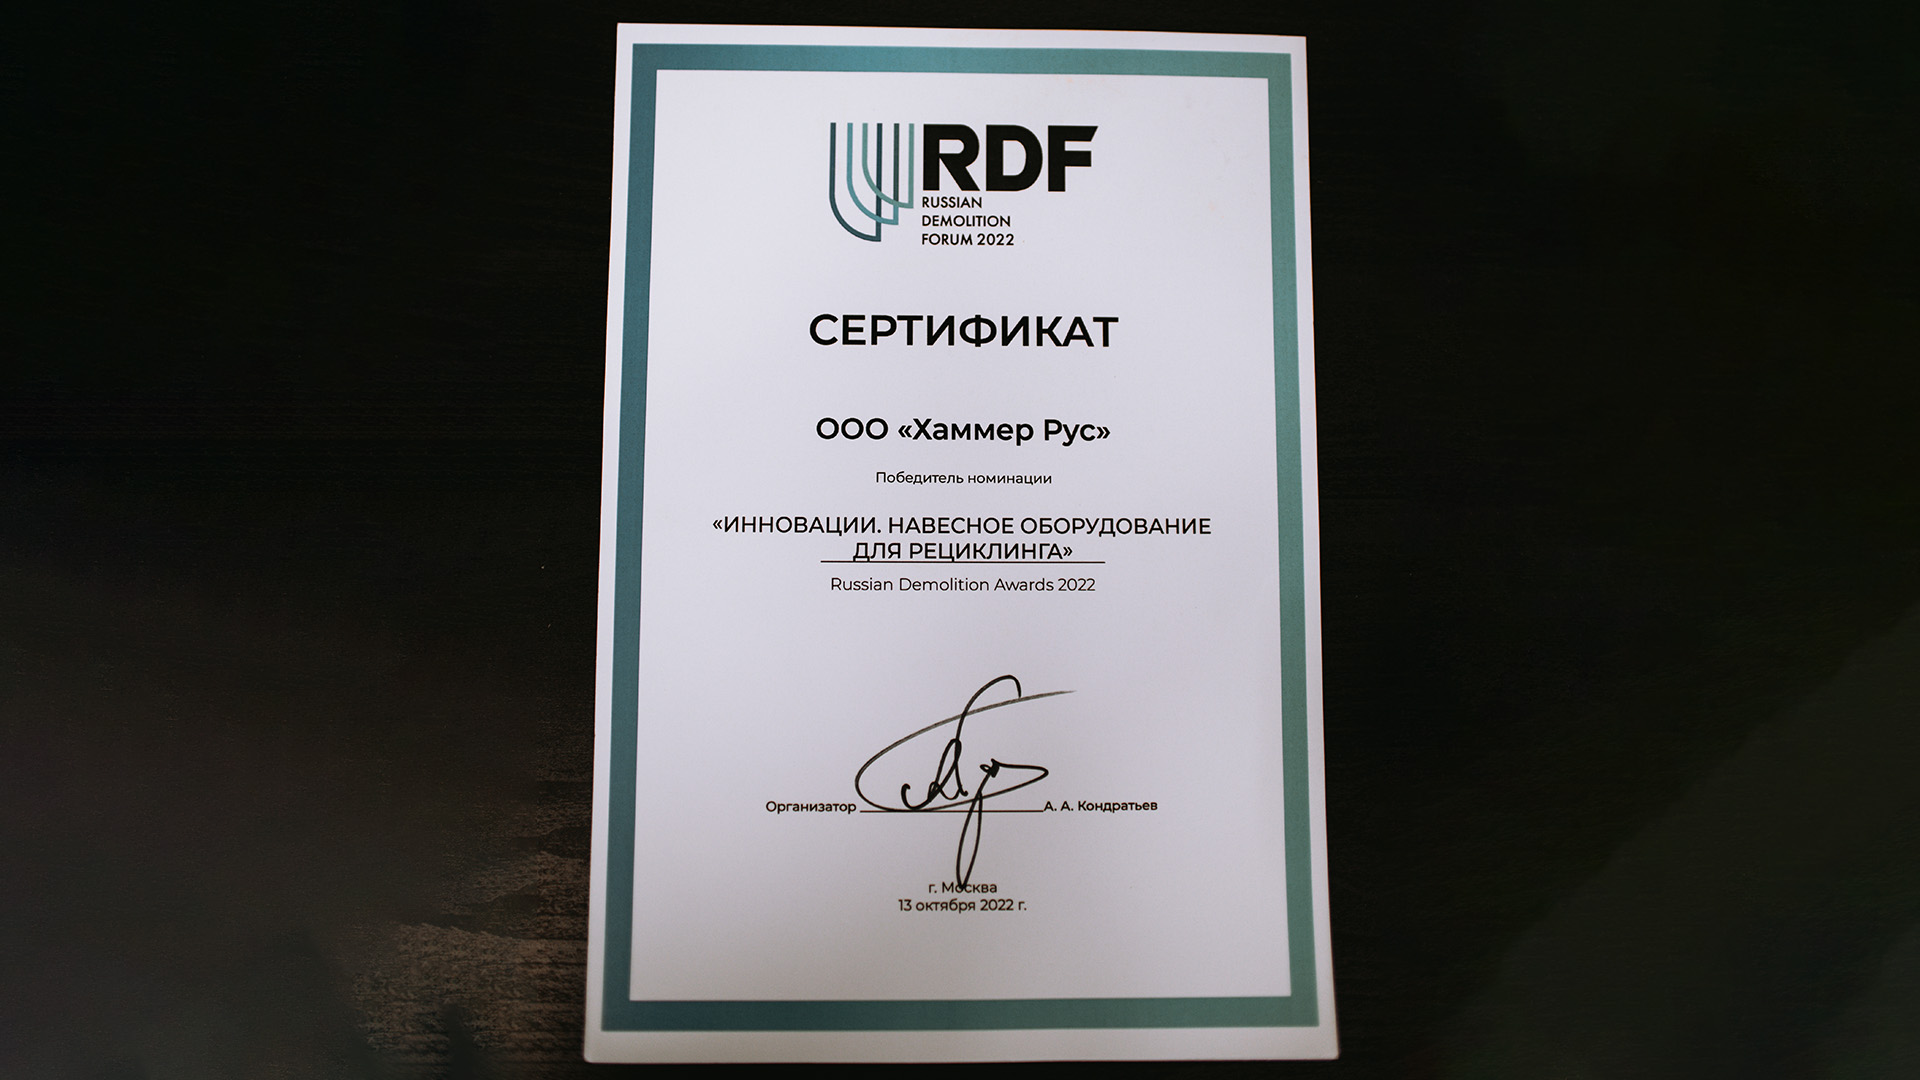 RDF
RUSSIAN
DEMOLITION
FORUM 2022
СЕРТИФИКАТ
ООО «Хаммер Рус»
Победитель номинации
«ИННОВАЦИИ. НАВЕСНОЕ ОБОРУДОВАНИЕ
ДЛЯ РЕЦИКЛИНГА»
Russian Demolition Awards 2022
Организатор А. А. Кондратьев
г. Москва
13 октября 2022 г.